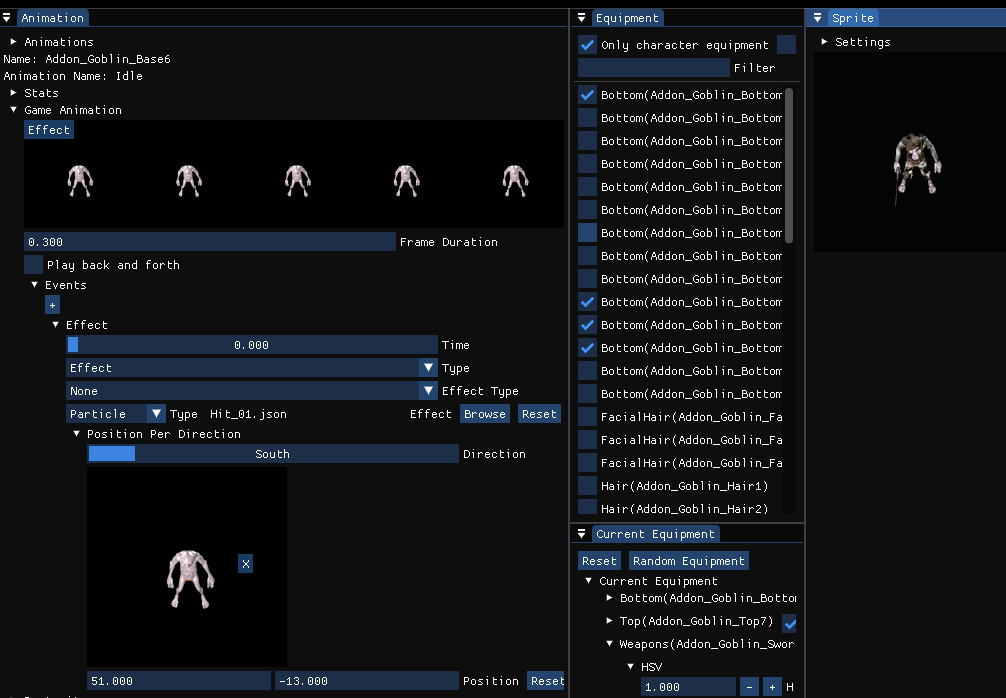 Animation
Animations
Name: Addon_Goblin_Base6
Animation Name: Idle
Stats
Game Animation
Effect
0.300 Frame Duration
Play back and forth
Events
+
Effect
0.000 Time
Effect Type
None Effect Type
Particle Type Hit_01.json Effect Browse Reset
Position Per Direction
South Direction
X
51.000 -13.000 Position Reset
Equipment
Only character equipment
Filter
Bottom(Addon_Goblin_Bottom
Bottom(Addon_Goblin_Bottom
Bottom(Addon_Goblin_Bottom
Bottom(Addon_Goblin_Bottom
Bottom(Addon_Goblin_Bottom
Bottom(Addon_Goblin_Bottom
Bottom(Addon_Goblin_Bottom
Bottom(Addon_Goblin_Bottom
Bottom(Addon_Goblin_Bottom
Bottom(Addon_Goblin_Bottom
Bottom(Addon_Goblin_Bottom
Bottom(Addon_Goblin_Bottom
Bottom(Addon_Goblin_Bottom
Bottom(Addon_Goblin_Bottom
FacialHair(Addon_Goblin_Fa
FacialHair(Addon_Goblin_Fa
FacialHair(Addon_Goblin_Fa
Hair(Addon_Goblin_Hair1)
Hair(Addon_Goblin_Hair2)
Current Equipment
Reset Random Equipment
Current Equipment
Bottom(Addon_Goblin_Botto
Top(Addon_Goblin_Top7)
Weapons(Addon_Goblin_Swor
HSV
1.000 - + H
Sprite
Settings